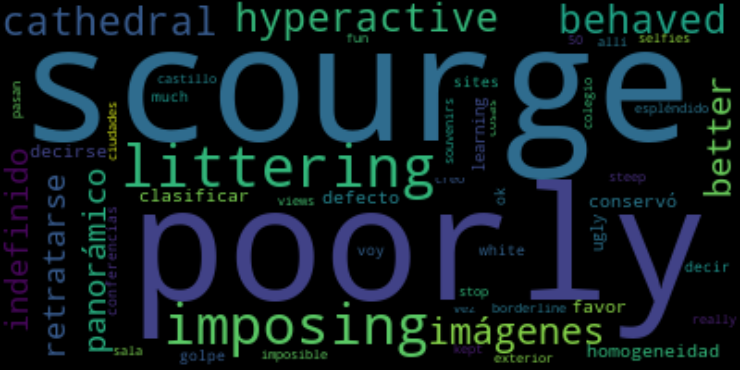 cathedral hyperactive behaved
fun so alli selfies
scourge
castillo
much sites
pasan ciudades souvenirs learning cosas colegio espléndido better
decirse littering
creo steep
indefinido retratarse panorámico conferencias
clasificar views defecto ok conservó
poorly
voy white ugly decir
stop
imposing vez borderline favor
imágenes really
sala golpe imposible kept exterior homogeneidad